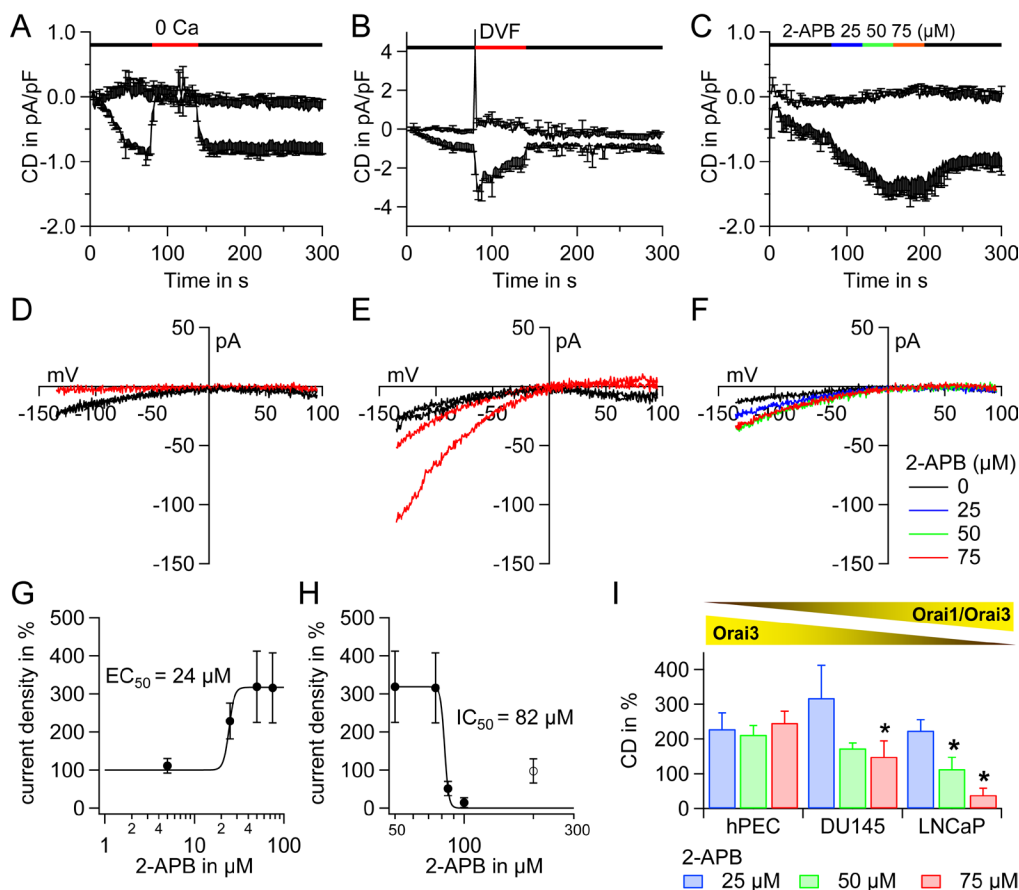 A
0 Ca
1.0
0.0
-1.0
-2.0
CD in pA/pF
0 100 200 300
Time in s
B
DVF
4
2
0
-2
-4
CD in pA/pF
0 100 200 300
Time in s
C
2-APB 25 50 75 (µM)
1.0
0.0
-1.0
-2.0
CD in pA/pF
0 100 200 300
Time in s
D
50
pA
mV
-150 -100 -50 50 100
-50
-100
-150
E
50
pA
mV
-150 -100 -50 50 100
-50
-100
-150
F
50
pA
mV
-150 -100 -50 50 100
-50
-100
-150
2-APB (µM)
0
25
50
75
G
500
400
300
200
100
0
current density in %
EC50 = 24 µM
1 2 4 10 2 4 100
2-APB in µM
H
500
400
300
200
100
0
current density in %
IC50 = 82 µM
50 100 300
2-APB in µM
I
Orai1/Orai3
Orai3
400
300
200
100
0
CD in %
* * *
hPEC DU145 LNCaP
2-APB
25 µM 50 µM 75 µM